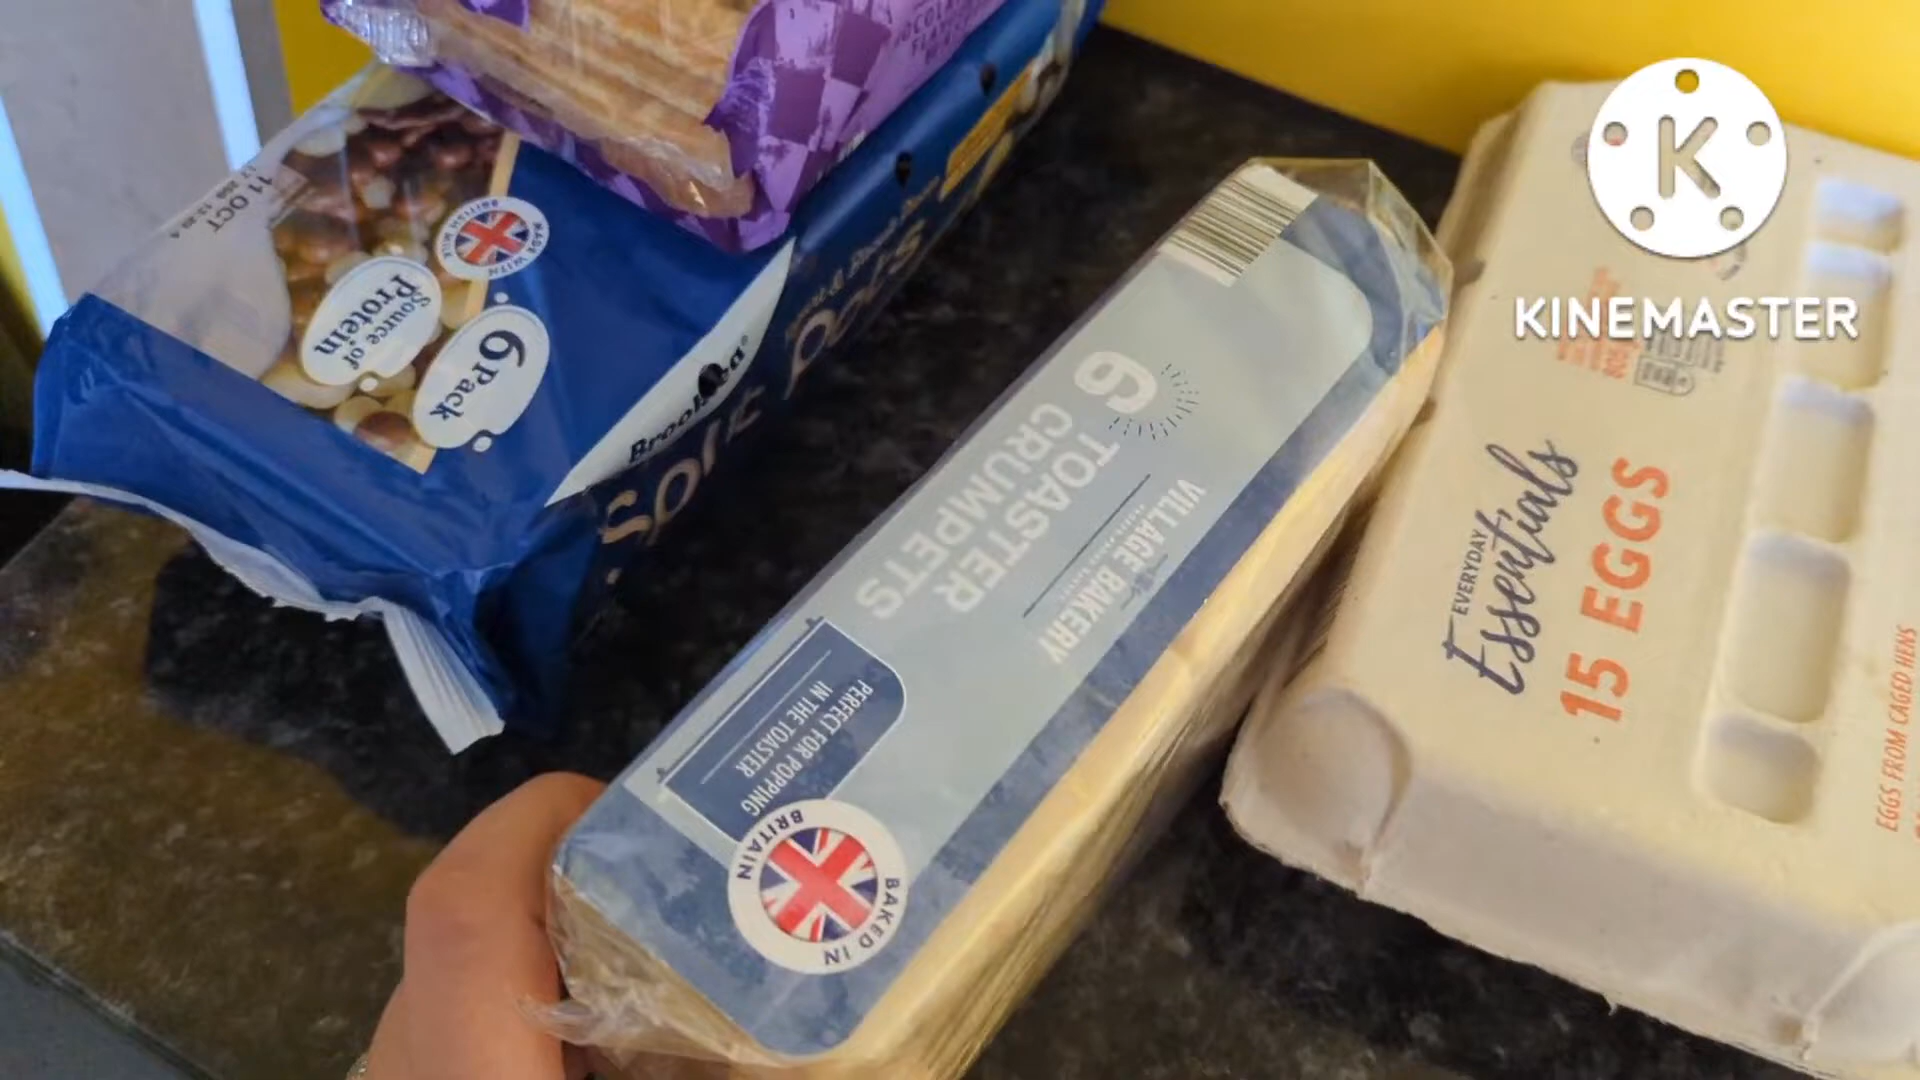 11 OCT
MADE WITH
BRITISH MILK
Source of
Protein
6 Pack
Brooklea
6
TOASTER
CRUMPETS
VILLAGE BAKERY
PERFECT FOR POPPING
IN THE TOASTER
BAKED IN
BRITAIN
EVERYDAY
Essentials
15 EGGS
EGGS FROM CAGED HENS
K
KINEMASTER